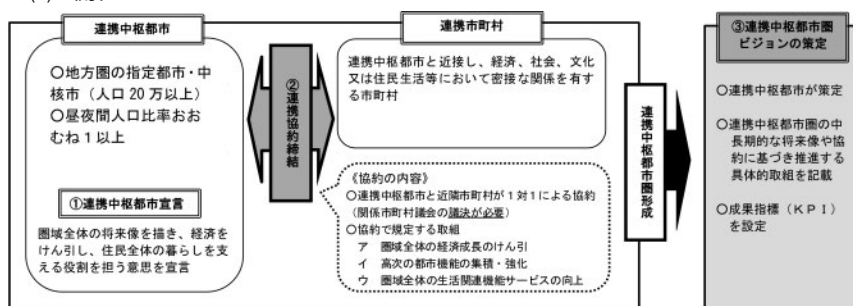 連携中枢都市
○地方圏の指定都市・中
核市（人口20万以上）
○昼夜間人口比率おお
むね1以上
①連携中枢都市宣言
圏域全体の将来像を描き、経済を
けん引し、住民全体の暮らしを支
える役割を担う意思を宣言
②連携協約締結
連携市町村
連携中枢都市と近接し、経済、社会、文化
又は住民生活等において密接な関係を有す
る市町村
《協約の内容》
○連携中枢都市と近隣市町村が1対1による協約
（関係市町村議会の議決が必要）
○協約で規定する取組
ア　圏域全体の経済成長のけん引
イ　高次の都市機能の集積・強化
ウ　圏域全体の生活関連機能サービスの向上
連携中枢都市圏形成
③連携中枢都市圏
ビジョンの策定
○連携中枢都市が策定
○連携中枢都市圏の中
長期的な将来像や協
約に基づき推進する
具体的取組を記載
○成果指標（KPI）
を設定